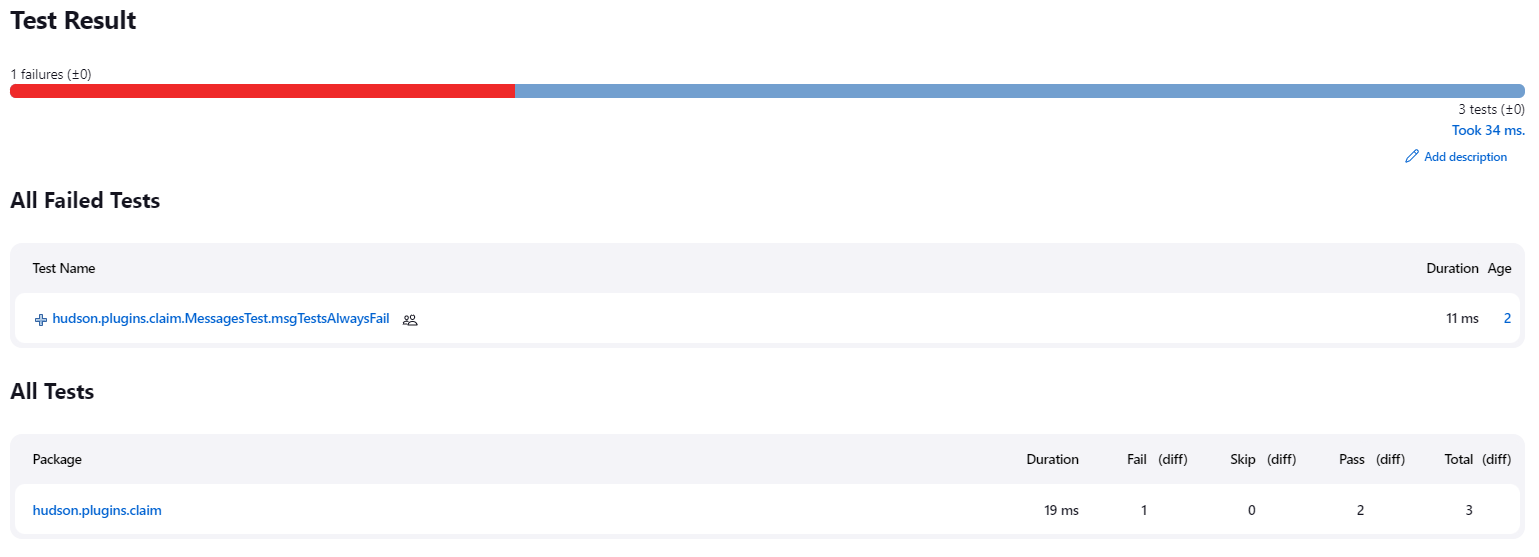 Test Result
1 failures (±0)
3 tests (±0)
Took 34 ms.
Add description
All Failed Tests
Test Name Duration Age
hudson.plugins.claim.MessagesTest.msgTestsAlwaysFail 11 ms 2
All Tests
Package Duration Fail (diff) Skip (diff) Pass (diff) Total (diff)
hudson.plugins.claim 19 ms 1 0 2 3